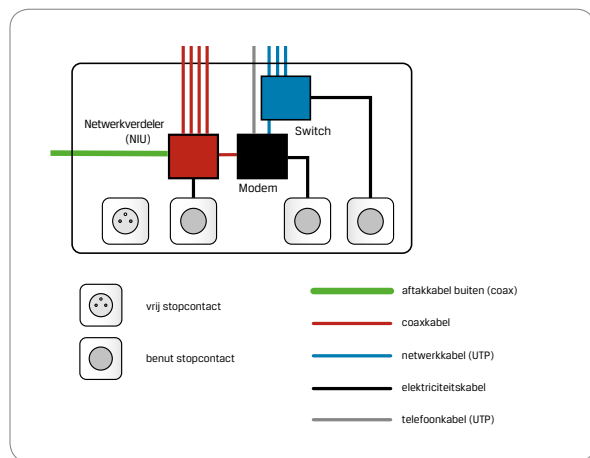 Netwerkverdeler
(NIU)
Switch
Modem
vrij stopcontact
benut stopcontact
aftakkabel buiten (coax)
coaxkabel
netwerkkabel (UTP)
elektriciteitskabel
telefoonkabel (UTP)